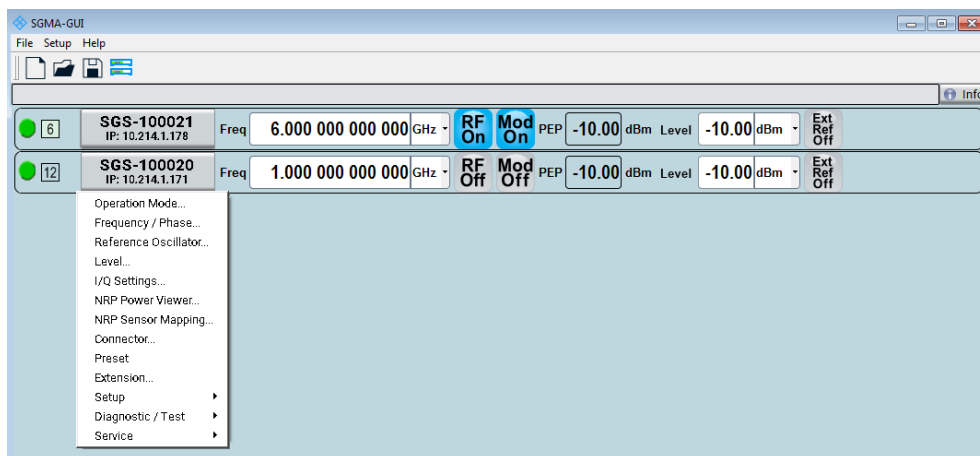 SGMA-GUI
File Setup Help
Info
6 SGS-100021 IP: 10.214.1.178 Freq 6.000 000 000 000 GHz RF On Mod On PEP -10.00 dBm Level -10.00 dBm Ext Ref Off
12 SGS-100020 IP: 10.214.1.171 Freq 1.000 000 000 000 GHz RF Off Mod Off PEP -10.00 dBm Level -10.00 dBm Ext Ref Off
Operation Mode...
Frequency / Phase...
Reference Oscillator...
Level...
I/Q Settings...
NRP Power Viewer...
NRP Sensor Mapping...
Connector...
Preset
Extension...
Setup
Diagnostic / Test
Service